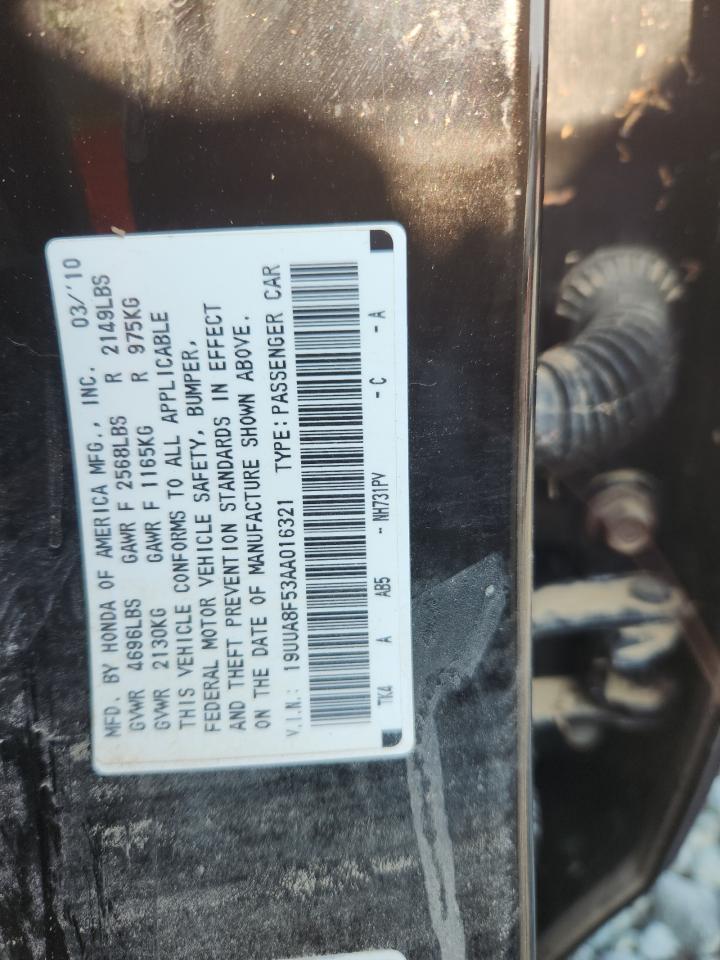 MFD. BY HONDA OF AMERICA MFG., INC. 03/'10
GVWR 4696LBS GAWR F 2568LBS R 2149LBS
GVWR 2130KG GAWR F 1165KG R 975KG
THIS VEHICLE CONFORMS TO ALL APPLICABLE
FEDERAL MOTOR VEHICLE SAFETY, BUMPER,
AND THEFT PREVENTION STANDARDS IN EFFECT
ON THE DATE OF MANUFACTURE SHOWN ABOVE.
V.I.N.: 19UUA8F53AA016321 TYPE:PASSENGER CAR
TK4 A AB5 - NH731PV - C - A